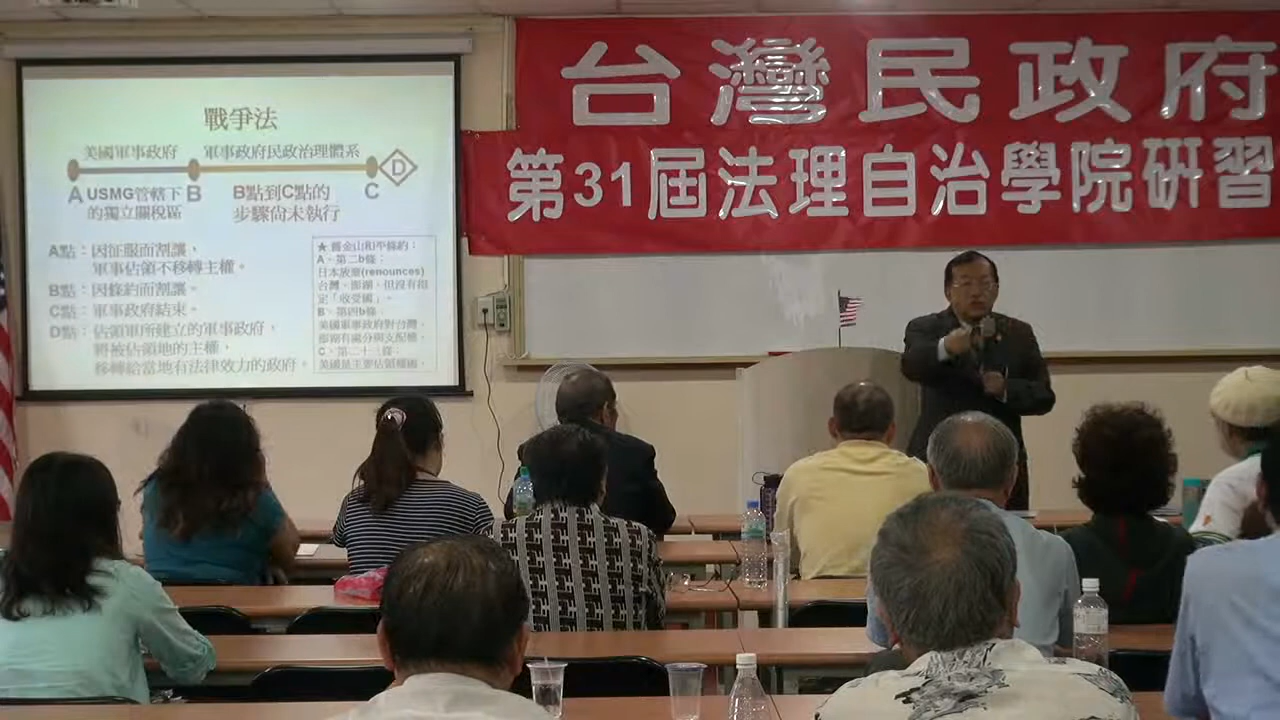 台灣民政府
第31屆法理自治學院研習
戰爭法
美國軍事政府 軍事政府民政治理體系
D
A USMG管轄下 B B點到C點的 C
的獨立關稅區 步驟尚未執行
A點：因征服而割讓，
軍事佔領不移轉主權。
B點：因條約而割讓。
C點：軍事政府結束。
D點：佔領軍所建立的軍事政府，
將被佔領地的主權，
移轉給當地有法律效力的政府。
★ 舊金山和平條約：
A、第二b條：
日本放棄(renounces)
台灣、澎湖，但沒有指
定「收受國」。
B、第四b條：
美國軍事政府對台灣、
澎湖有處分與支配權。
C、第二十三條：
美國是主要佔領權國。